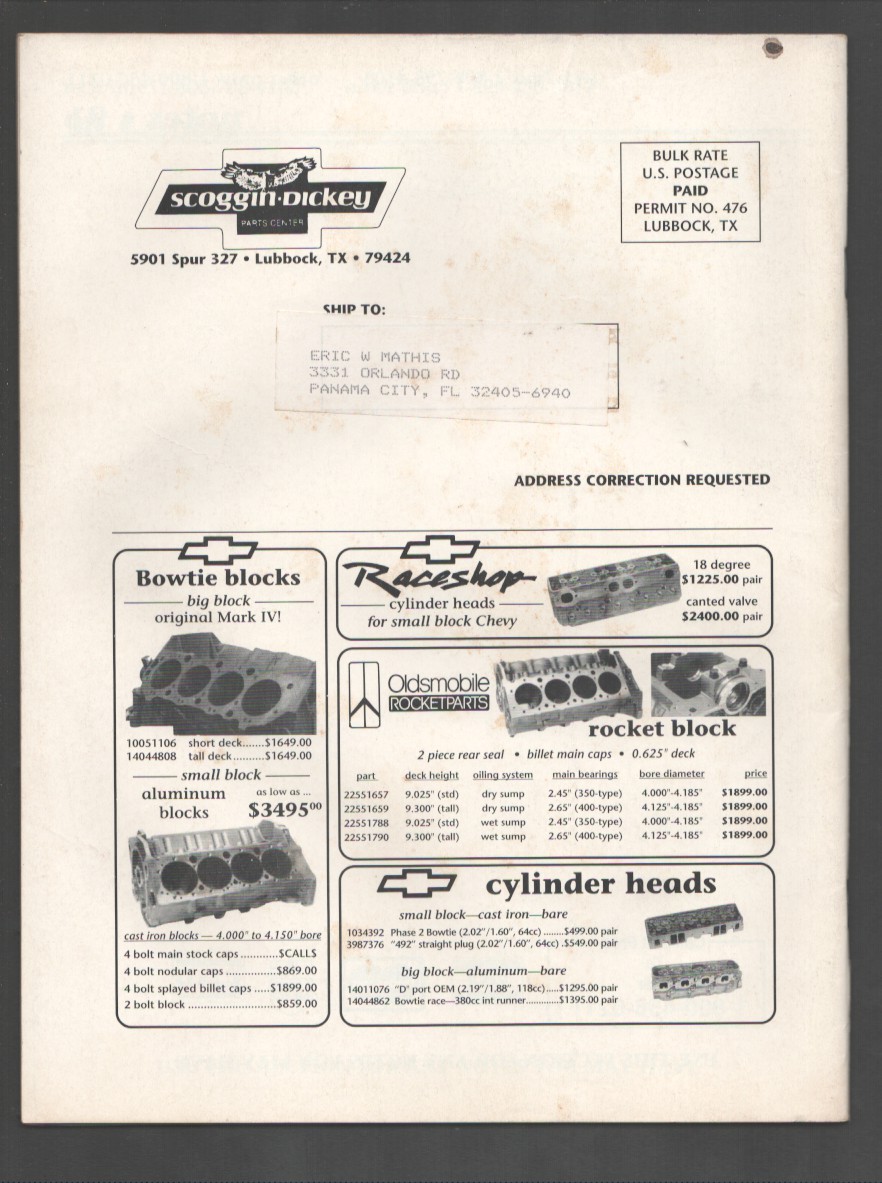 scoggin·dickey
PARTS CENTER
5901 Spur 327 • Lubbock, TX • 79424
BULK RATE
U.S. POSTAGE
PAID
PERMIT NO. 476
LUBBOCK, TX
SHIP TO:
ERIC W MATHIS
3331 ORLANDO RD
PANAMA CITY, FL 32405-6940
ADDRESS CORRECTION REQUESTED
Bowtie blocks
big block
original Mark IV!
10051106 short deck.......$1649.00
14044808 tall deck..........$1649.00
small block
aluminum blocks
as low as ...
$3495⁰⁰
cast iron blocks — 4.000" to 4.150" bore
4 bolt main stock caps ............$CALL$
4 bolt nodular caps ................$869.00
4 bolt splayed billet caps .....$1899.00
2 bolt block ............................$859.00
Raceshop
cylinder heads
for small block Chevy
18 degree
$1225.00 pair
canted valve
$2400.00 pair
Oldsmobile
ROCKETPARTS
rocket block
2 piece rear seal • billet main caps • 0.625" deck
part deck height oiling system main bearings bore diameter price
22551657 9.025" (std) dry sump 2.45" (350-type) 4.000"-4.185" $1899.00
22551659 9.300" (tall) dry sump 2.65" (400-type) 4.125"-4.185" $1899.00
22551788 9.025" (std) wet sump 2.45" (350-type) 4.000"-4.185" $1899.00
22551790 9.300" (tall) wet sump 2.65" (400-type) 4.125"-4.185" $1899.00
cylinder heads
small block—cast iron—bare
1034392 Phase 2 Bowtie (2.02"/1.60", 64cc) .......$499.00 pair
3987376 "492" straight plug (2.02"/1.60", 64cc) .$549.00 pair
big block—aluminum—bare
14011076 "D" port OEM (2.19"/1.88", 118cc).....$1295.00 pair
14044862 Bowtie race—380cc int runner.............$1395.00 pair